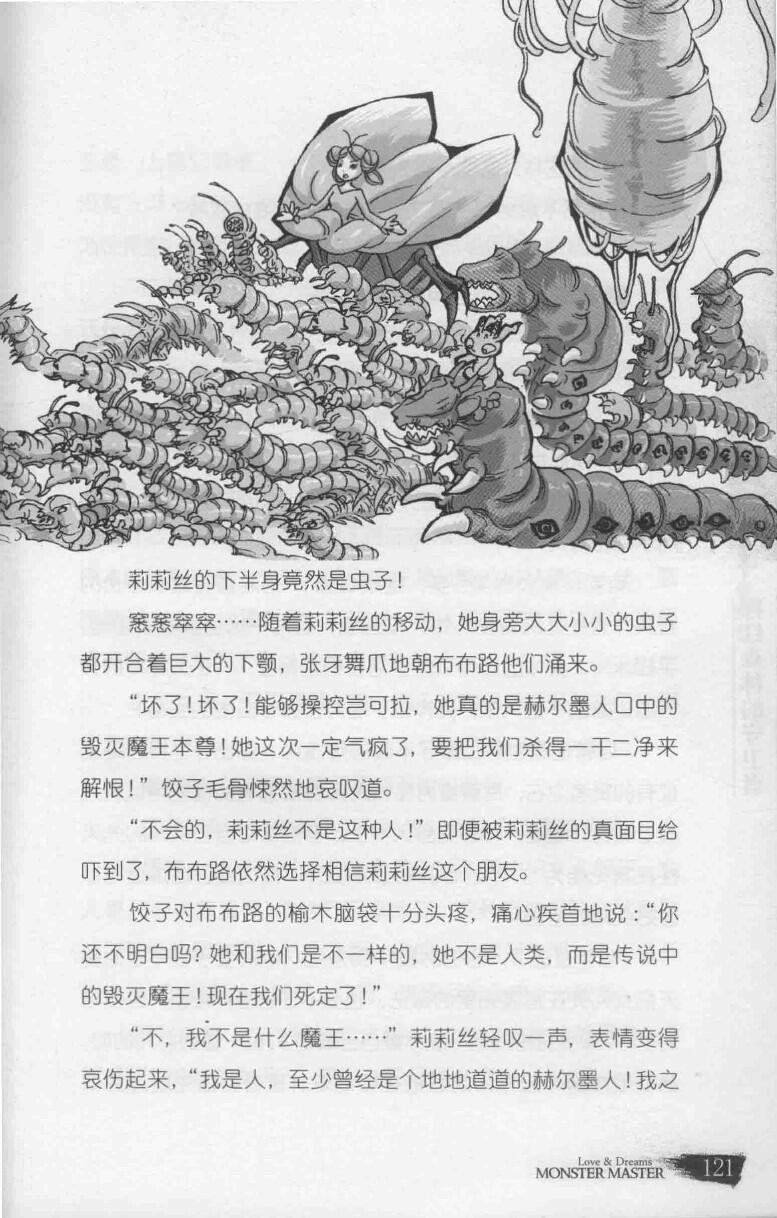 莉莉丝的下半身竟然是虫子！
窸窸窣窣……随着莉莉丝的移动，她身旁大大小小的虫子
都开合着巨大的下颚，张牙舞爪地朝布布路他们涌来。
“坏了！坏了！能够操控岂可拉，她真的是赫尔墨人口中的
毁灭魔王本尊！她这次一定气疯了，要把我们杀得一干二净来
解恨！”饺子毛骨悚然地哀叹道。
“不会的，莉莉丝不是这种人！”即便被莉莉丝的真面目给
吓到了，布布路依然选择相信莉莉丝这个朋友。
饺子对布布路的榆木脑袋十分头疼，痛心疾首地说：“你
还不明白吗？她和我们是不一样的，她不是人类，而是传说中
的毁灭魔王！现在我们死定了！”
“不，我不是什么魔王……”莉莉丝轻叹一声，表情变得
哀伤起来，“我是人，至少曾经是个地地道道的赫尔墨人！我之
Love & Dreams
MONSTER MASTER 121